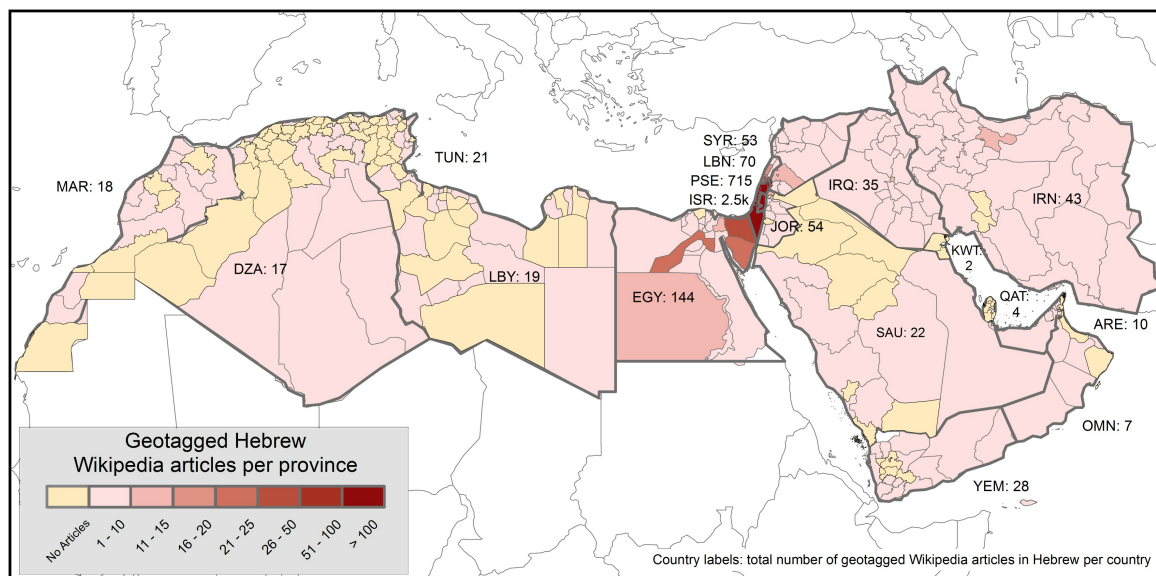 TUN: 21
MAR: 18
DZA: 17
LBY: 19
EGY: 144
SYR: 53
LBN: 70
PSE: 715
ISR: 2.5k
JOR: 54
IRQ: 35
IRN: 43
KWT:
2
QAT:
4
ARE: 10
SAU: 22
OMN: 7
YEM: 28
Geotagged Hebrew
Wikipedia articles per province
No Articles
1 - 10
11 - 15
16 - 20
21 - 25
26 - 50
51 - 100
> 100
Country labels: total number of geotagged Wikipedia articles in Hebrew per country